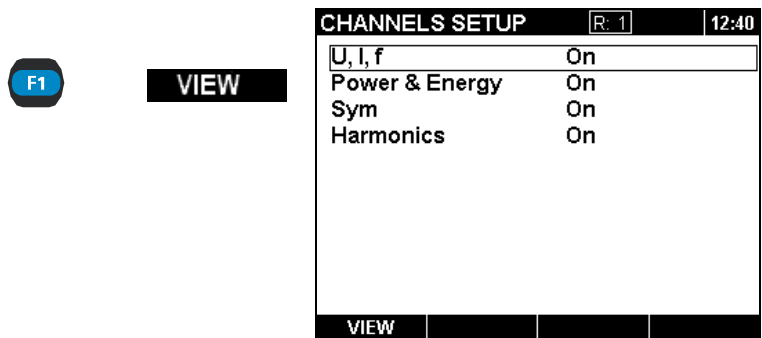 F1
VIEW
CHANNELS SETUP R: 1 12:40
U, I, f On
Power & Energy On
Sym On
Harmonics On
VIEW